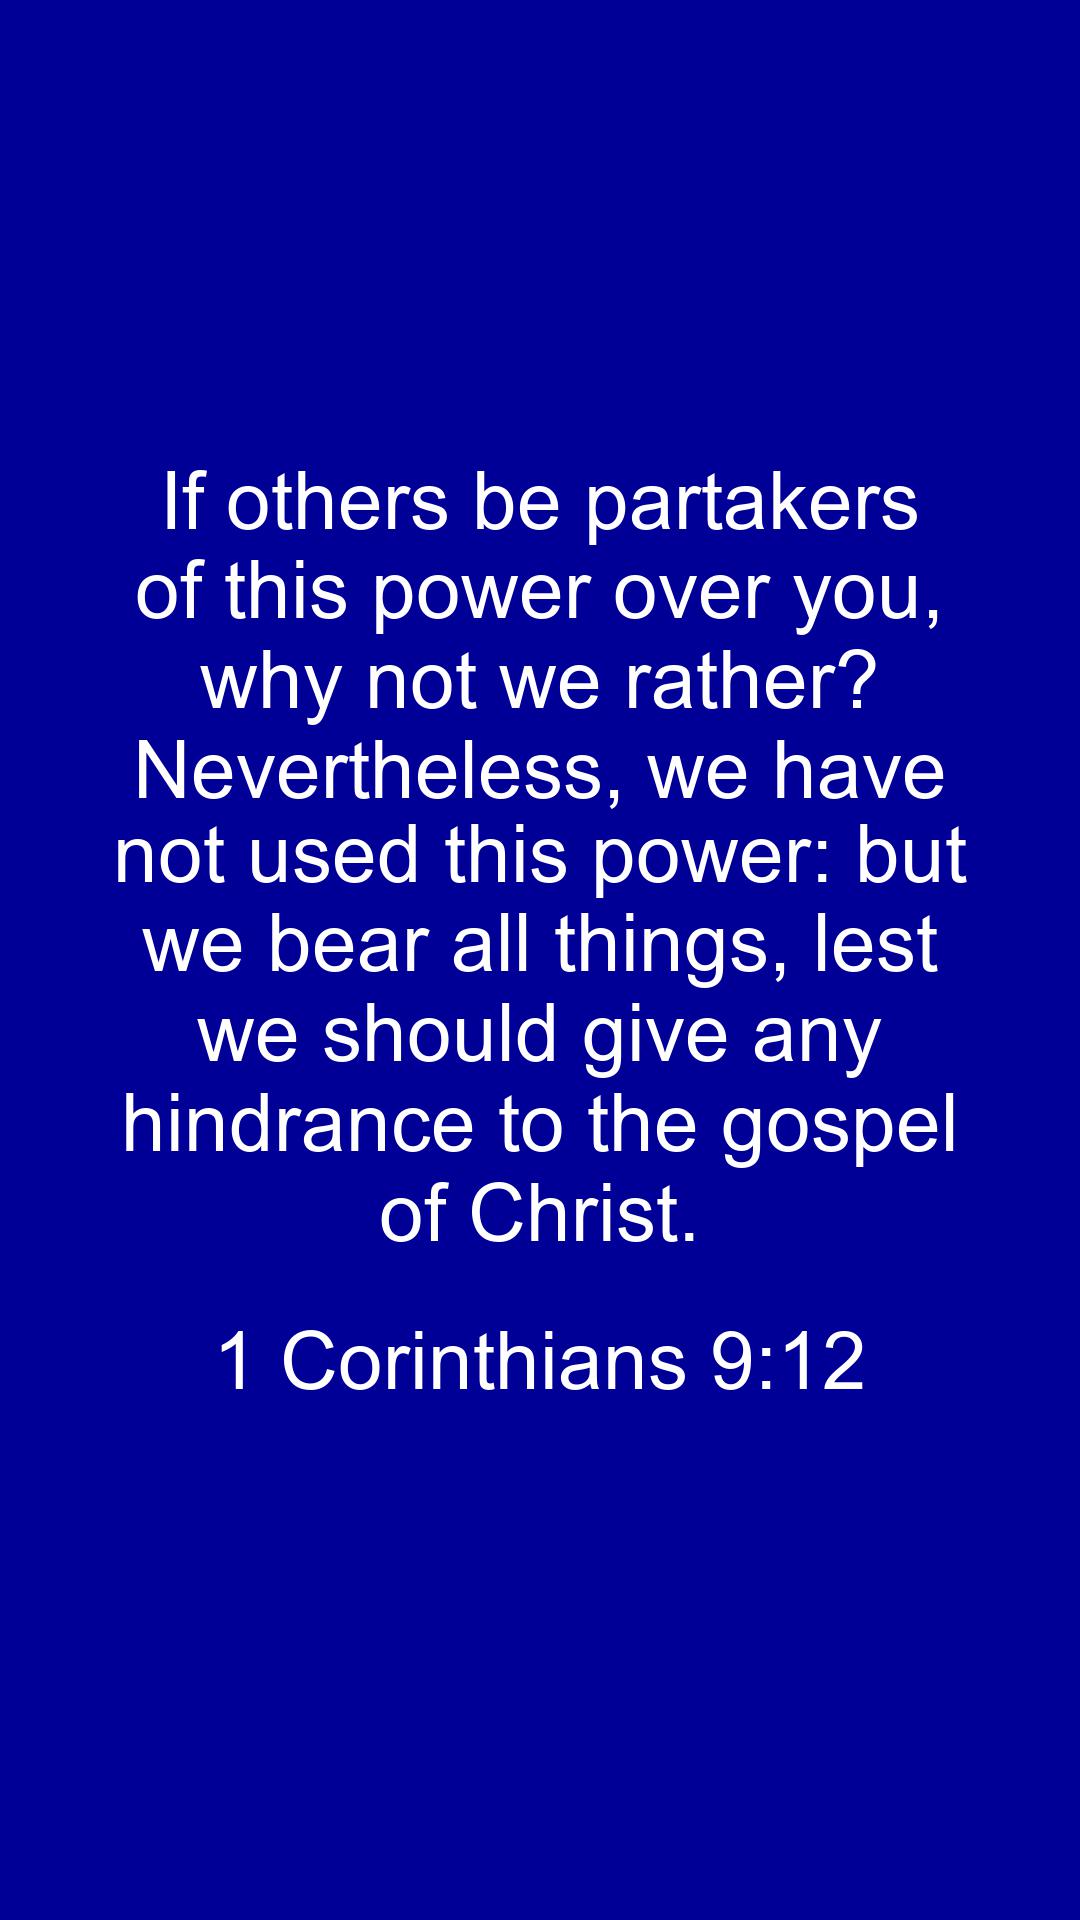 If others be partakers
of this power over you,
why not we rather?
Nevertheless, we have
not used this power: but
we bear all things, lest
we should give any
hindrance to the gospel
of Christ.
1 Corinthians 9:12